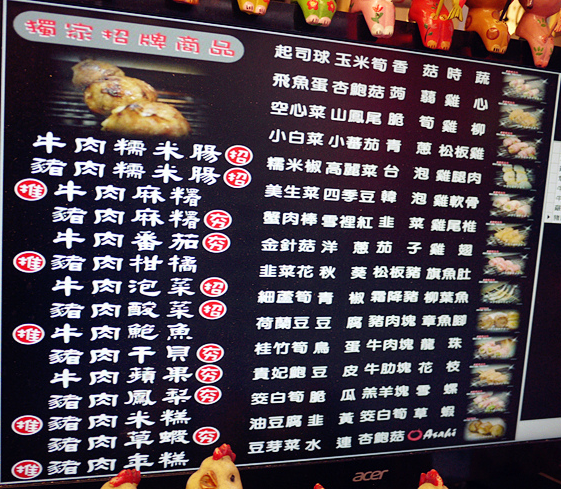 獨家招牌商品
牛肉糯米腸 招
豬肉糯米腸 招
推 牛肉麻糬
豬肉麻糬 夯
牛肉番茄 夯
推 豬肉柑橘
牛肉泡菜 招
豬肉酸菜 招
推 牛肉鮑魚
豬肉干貝 夯
牛肉蘋果 夯
豬肉鳳梨 夯
推 牛肉米糕
豬肉草蝦 夯
推 豬肉年糕
起司球 玉米筍 香菇 時蔬
飛魚蛋 杏鮑菇 蒟蒻 雞心
空心菜 山鳳尾 脆筍 雞柳
小白菜 小番茄 青蔥 松板雞
糯米椒 高麗菜 台泡 雞腿肉
美生菜 四季豆 韓泡 雞軟骨
蟹肉棒 雪裡紅 韭菜 雞尾椎
金針菇 洋蔥 茄子 雞翅
韭菜花 秋葵 松板豬 旗魚肚
細蘆筍 青椒 霜降豬 柳葉魚
荷蘭豆 豆腐 豬肉塊 章魚腳
桂竹筍 鳥蛋 牛肉塊 龍珠
貴妃鮑 豆皮 牛肋塊 花枝
筊白筍 脆瓜 羔羊塊 雪螺
油豆腐 韭黃 筊白筍 草蝦
豆芽菜 水連 杏鮑菇 Asahi
acer